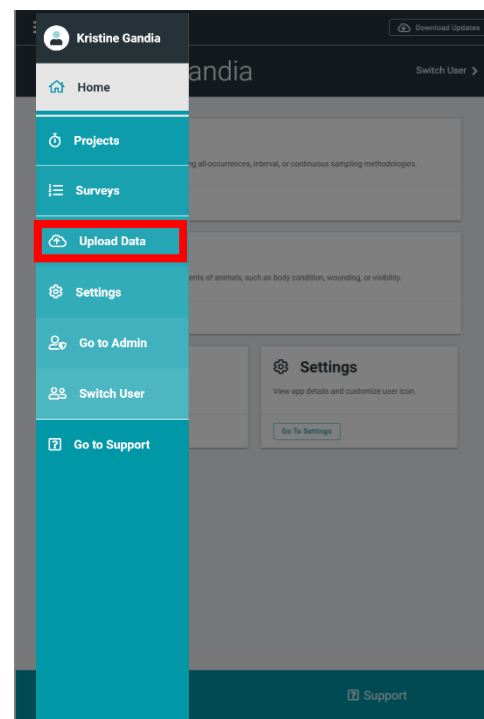 Kristine Gandia
Download Updates
andia
Switch User
Home
Projects
ng all-occurrences, interval, or continuous sampling methodologies.
Surveys
Upload Data
ents of animals, such as body condition, wounding, or visibility.
Settings
Go to Admin
Switch User
Go to Support
Settings
View app details and customize user icon.
Go To Settings
Support